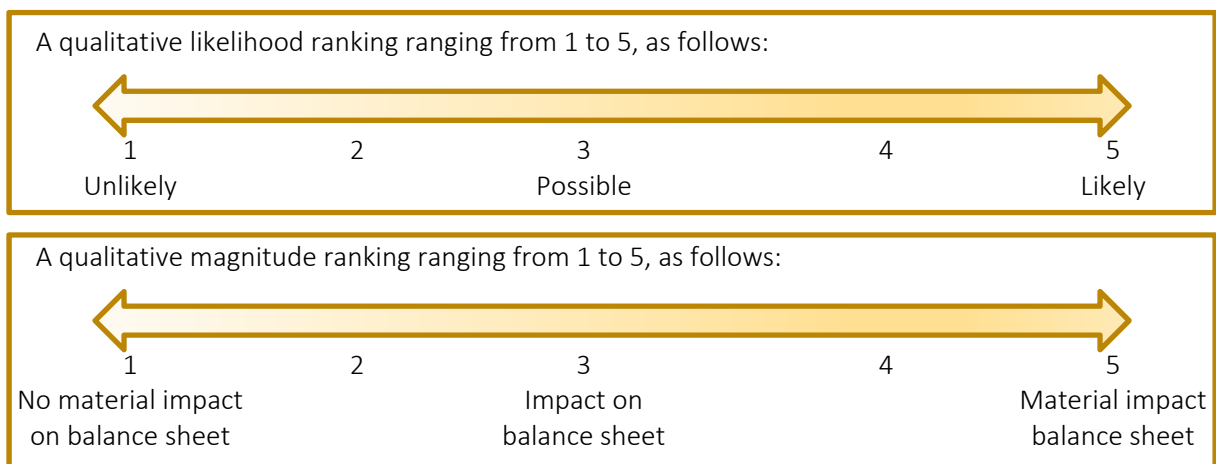 A qualitative likelihood ranking ranging from 1 to 5, as follows:
1 2 3 4 5
Unlikely Possible Likely
A qualitative magnitude ranking ranging from 1 to 5, as follows:
1 2 3 4 5
No material impact Impact on Material impact
on balance sheet balance sheet balance sheet